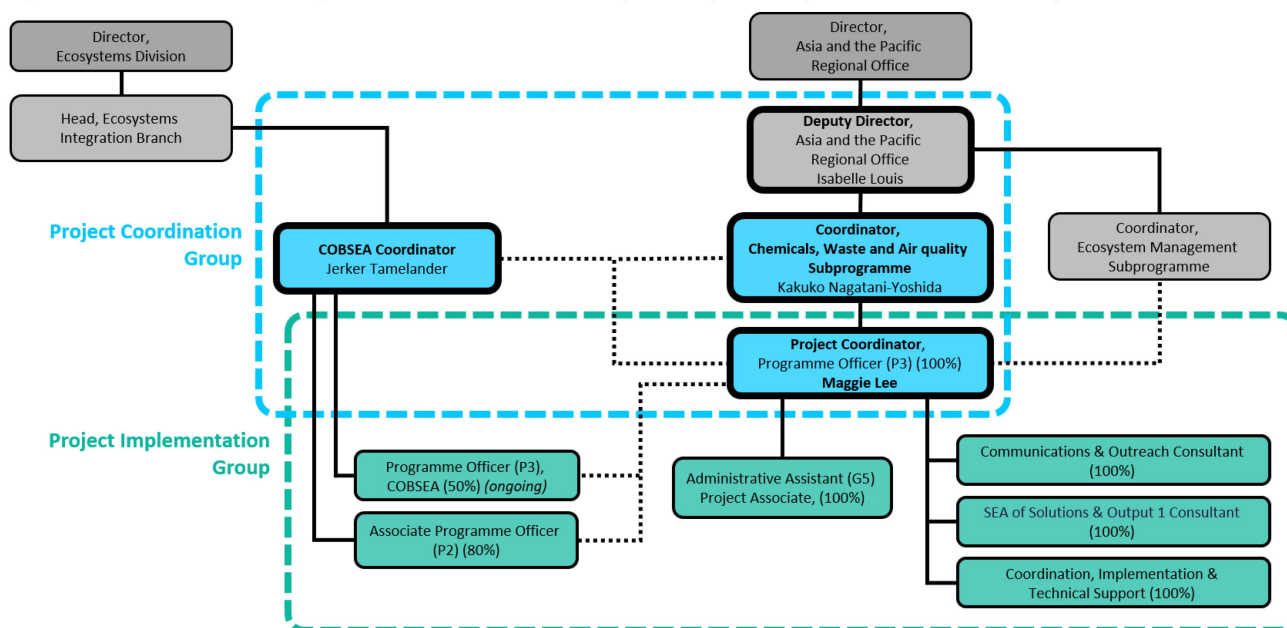 Director,
Ecosystems Division
Director,
Asia and the Pacific
Regional Office
Head, Ecosystems
Integration Branch
Deputy Director,
Asia and the Pacific
Regional Office
Isabelle Louis
Project Coordination
Group
COBSEA Coordinator
Jerker Tamelander
Coordinator,
Chemicals, Waste and Air quality
Subprogramme
Kakuko Nagatani-Yoshida
Coordinator,
Ecosystem Management
Subprogramme
Project Coordinator,
Programme Officer (P3) (100%)
Maggie Lee
Project Implementation
Group
Programme Officer (P3),
COBSEA (50%) (ongoing)
Associate Programme Officer
(P2) (80%)
Administrative Assistant (G5)
Project Associate, (100%)
Communications & Outreach Consultant
(100%)
SEA of Solutions & Output 1 Consultant
(100%)
Coordination, Implementation &
Technical Support (100%)